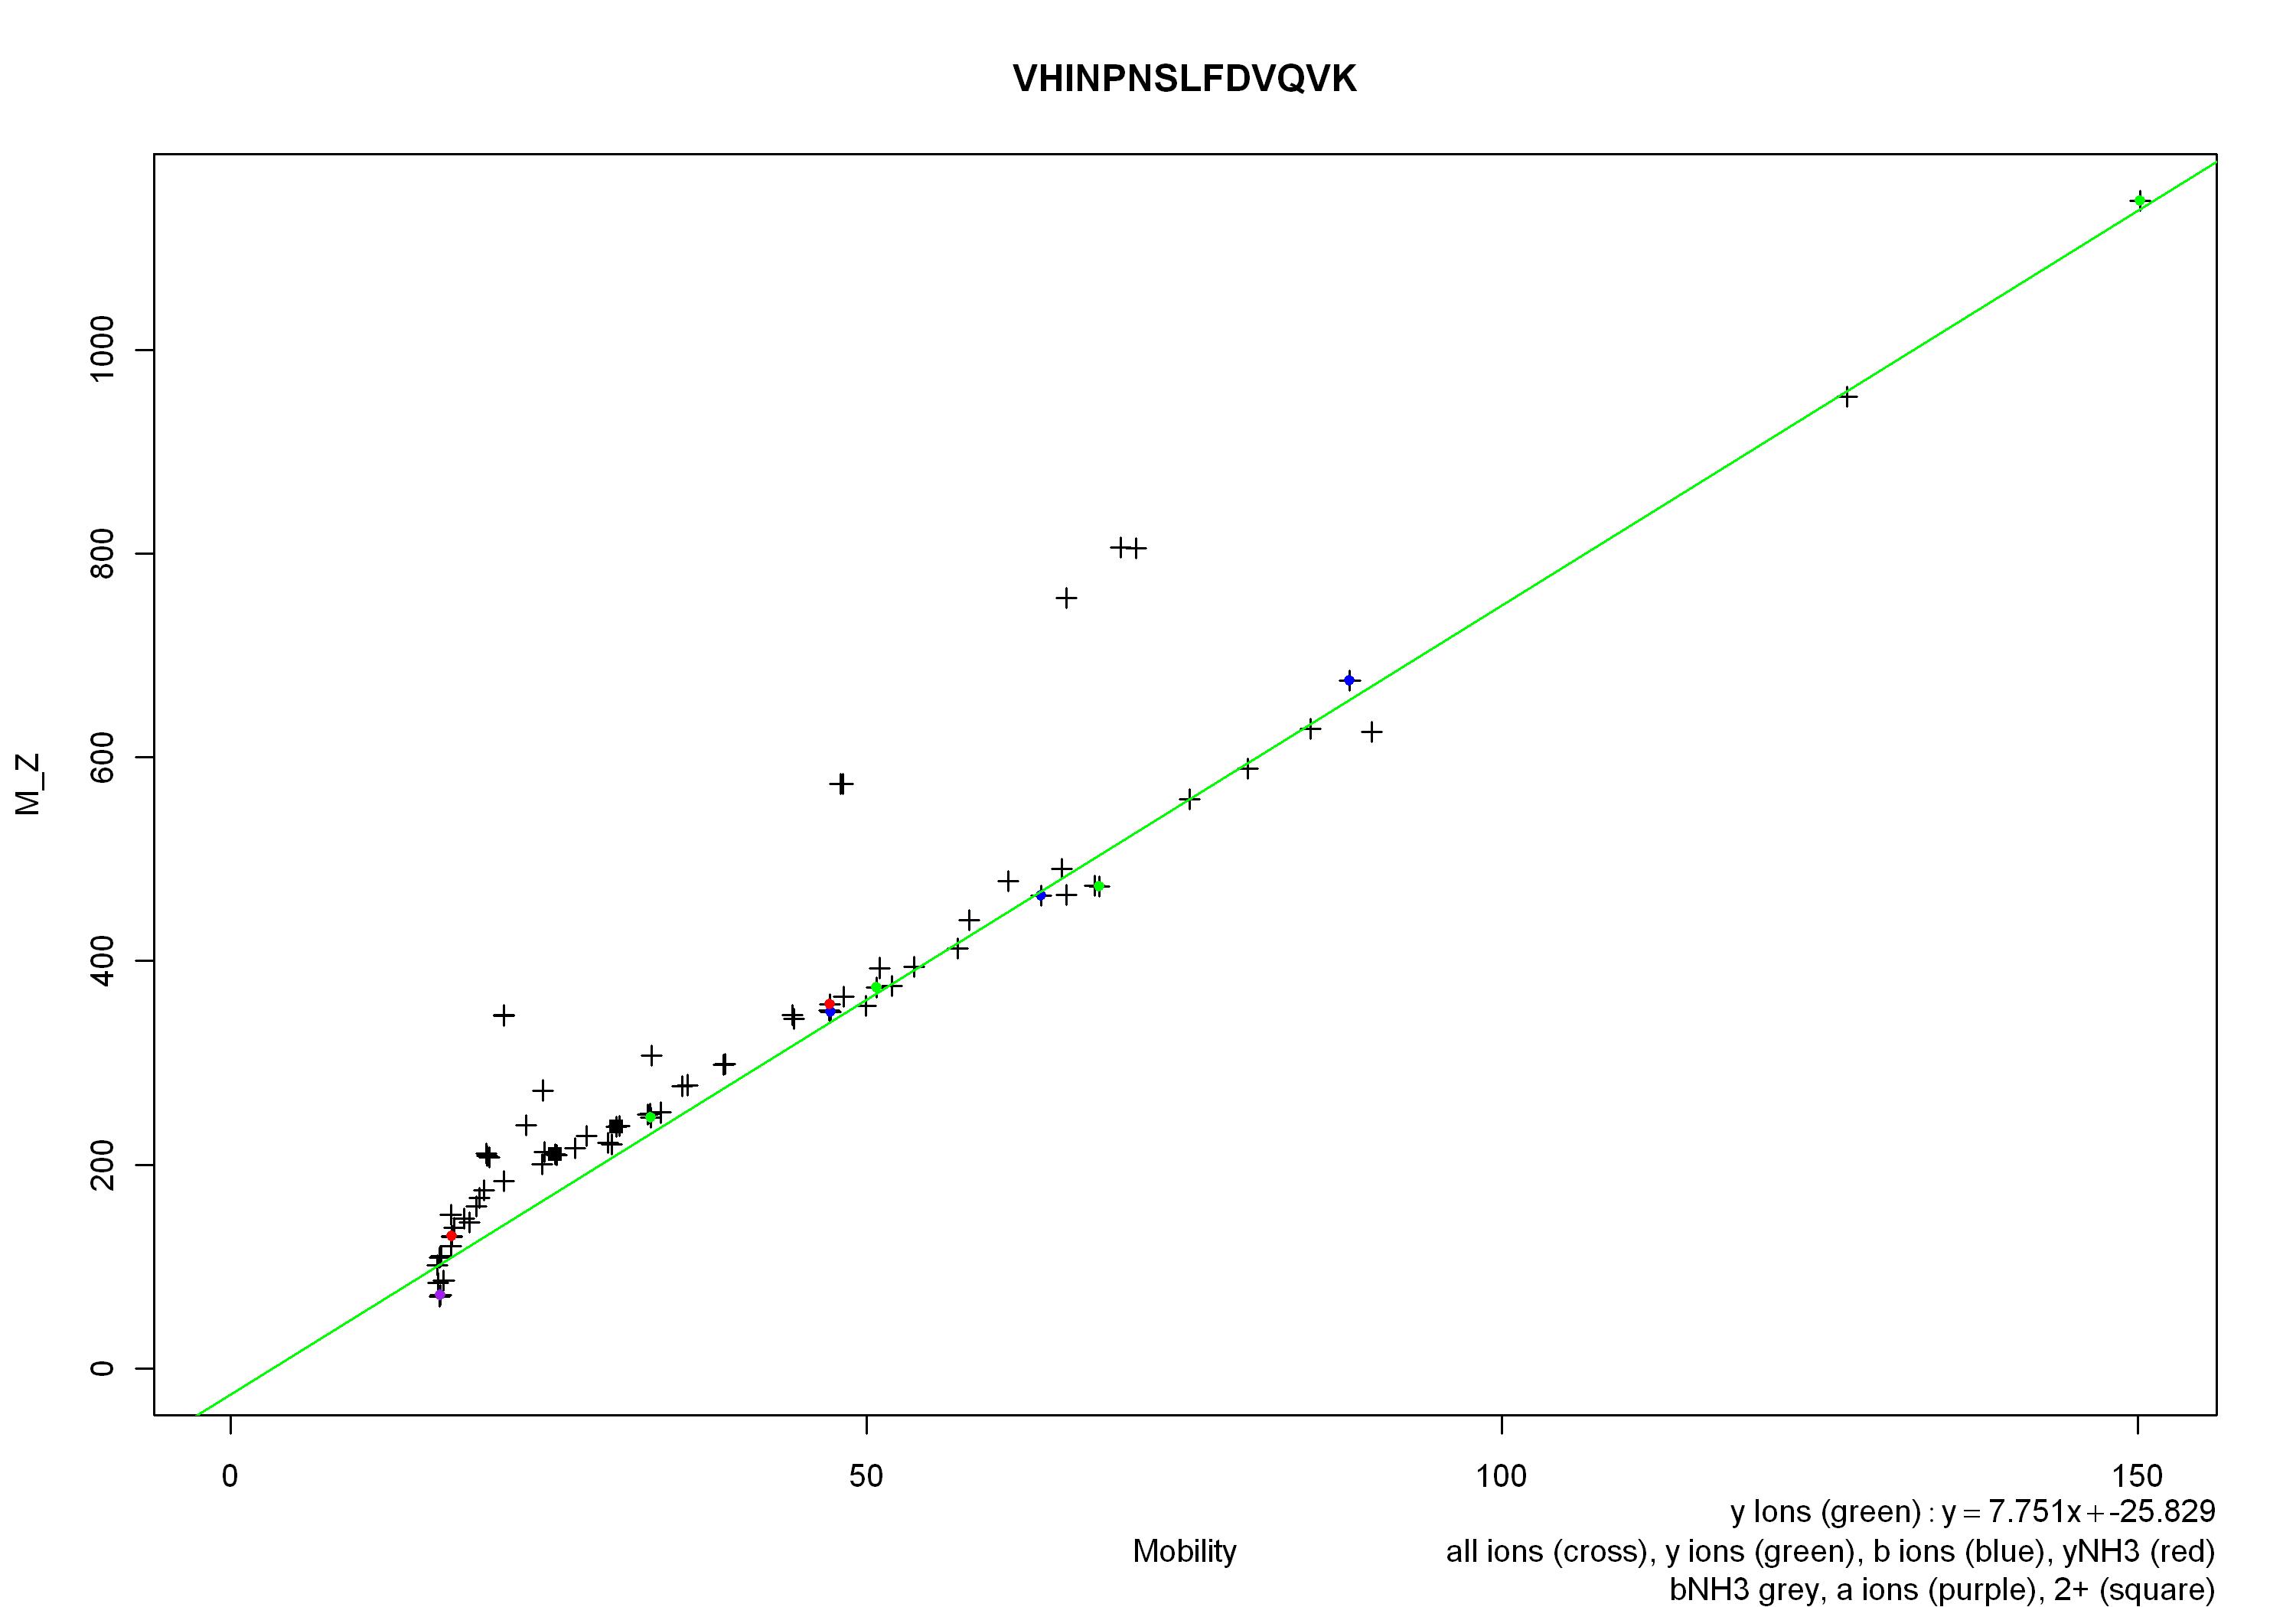 VHINPNSLFDVQVK
1000
800
600
400
200
0
M_Z
0 50 100 150
y Ions (green) : y = 7.751x + -25.829
Mobility
all ions (cross), y ions (green), b ions (blue), yNH3 (red)
bNH3 grey, a ions (purple), 2+ (square)